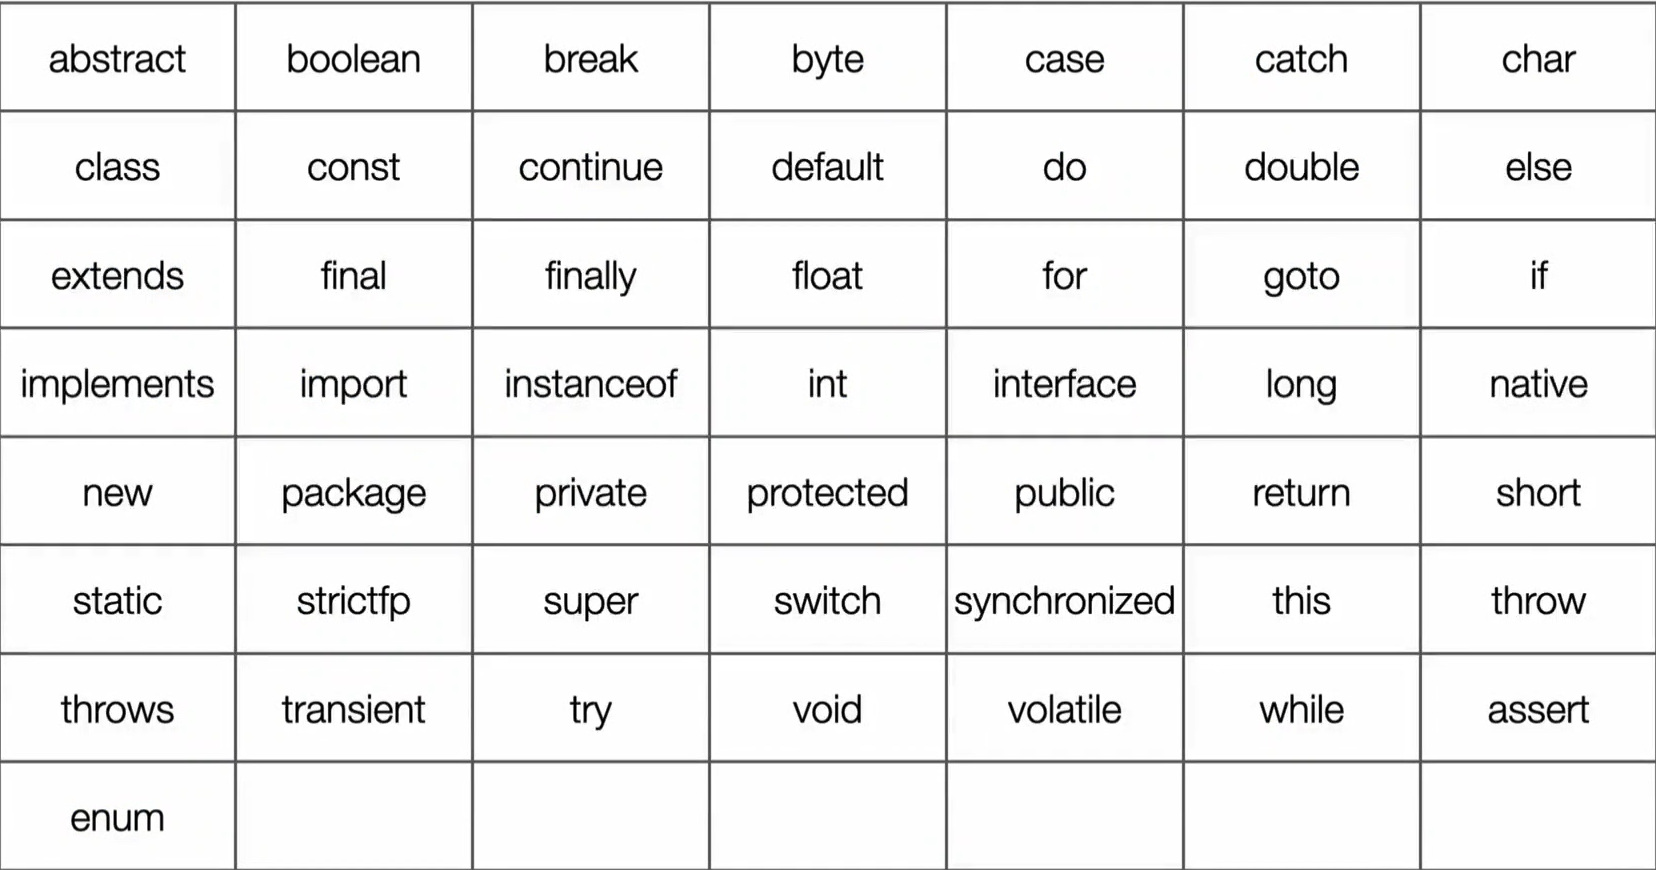 abstract boolean break byte case catch char
class const continue default do double else
extends final finally float for goto if
implements import instanceof int interface long native
new package private protected public return short
static strictfp super switch synchronized this throw
throws transient try void volatile while assert
enum